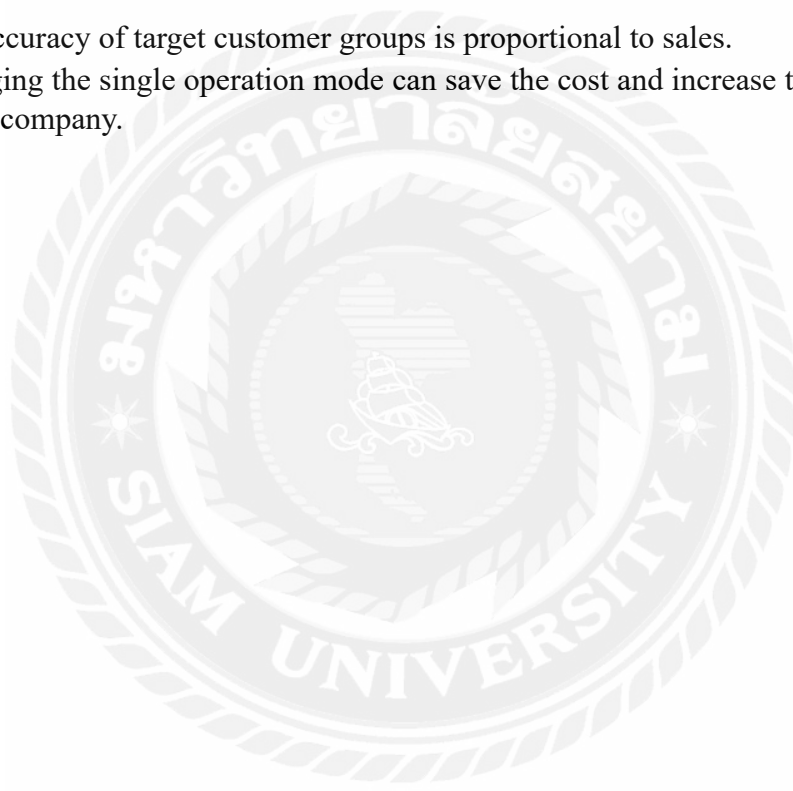 ccuracy of target customer groups is proportional to sales.
ging the single operation mode can save the cost and increase t
company.
มหาวิทยาลัยสยาม
SIAM UNIVERSITY